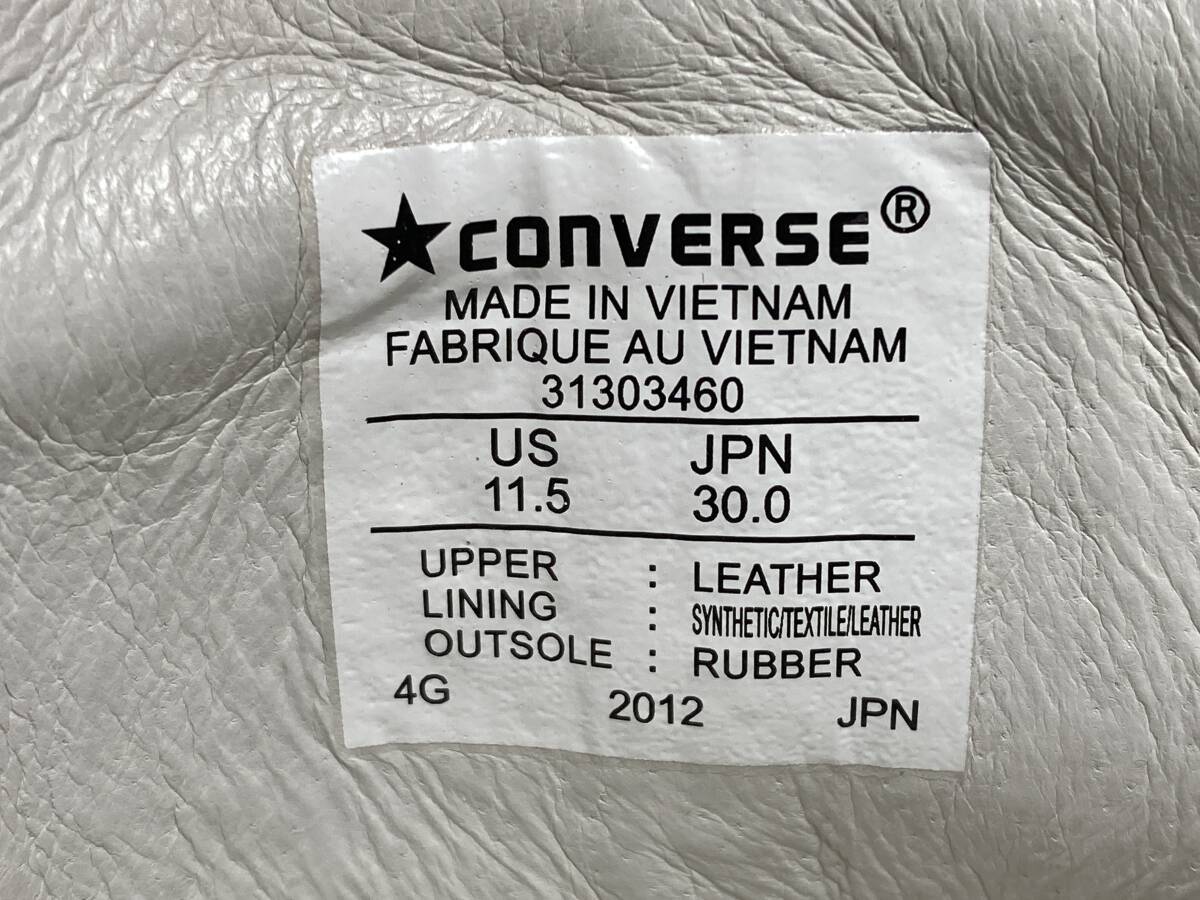 ★CONVERSE®
MADE IN VIETNAM
FABRIQUE AU VIETNAM
31303460
US JPN
11.5 30.0
UPPER : LEATHER
LINING : SYNTHETIC/TEXTILE/LEATHER
OUTSOLE : RUBBER
4G 2012 JPN